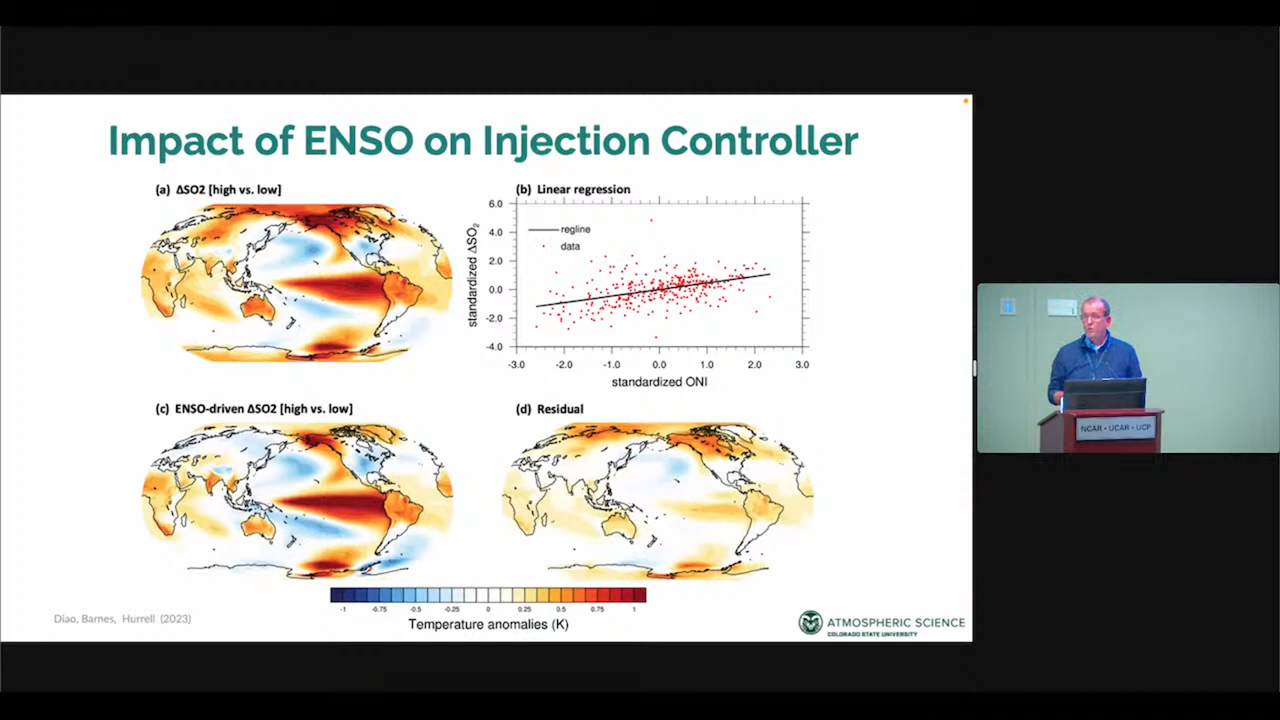 Impact of ENSO on Injection Controller
(a) ΔSO2 [high vs. low]
(b) Linear regression
6.0
4.0
2.0
0.0
-2.0
-4.0
standardized ΔSO₂
regline
data
-3.0 -2.0 -1.0 0.0 1.0 2.0 3.0
standardized ONI
(c) ENSO-driven ΔSO2 [high vs. low]
(d) Residual
-1 -0.75 -0.5 -0.25 0 0.25 0.5 0.75 1
Temperature anomalies (K)
Diao, Barnes, Hurrell (2023)
ATMOSPHERIC SCIENCE
COLORADO STATE UNIVERSITY
NCAR • UCAR • UCP